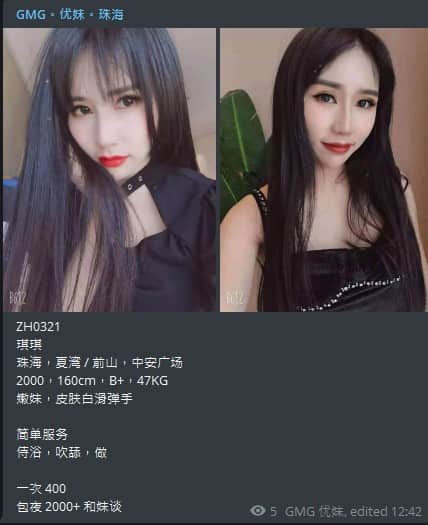 GMG • 优妹 • 珠海
B612
B612
ZH0321
琪琪
珠海，夏湾 / 前山，中安广场
2000，160cm，B+，47KG
嫩妹，皮肤白滑弹手
简单服务
侍浴，吹舔，做
一次 400
包夜 2000+ 和妹谈
5 GMG 优妹, edited 12:42